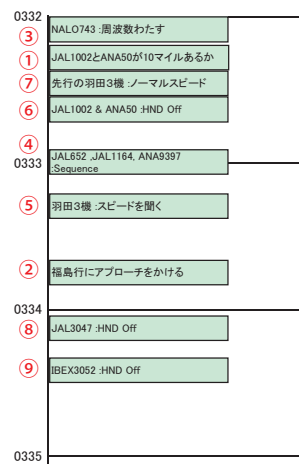 0332
③ NALO743 :周波数わたす
① JAL1002とANA50が10マイルあるか
⑦ 先行の羽田３機 :ノーマルスピード
⑥ JAL1002 & ANA50 :HND Off
④
0333
JAL652 ,JAL1164, ANA9397
:Sequence
⑤ 羽田３機 :スピードを聞く
② 福島行にアプローチをかける
0334
⑧ JAL3047 :HND Off
⑨ IBEX3052 :HND Off
0335